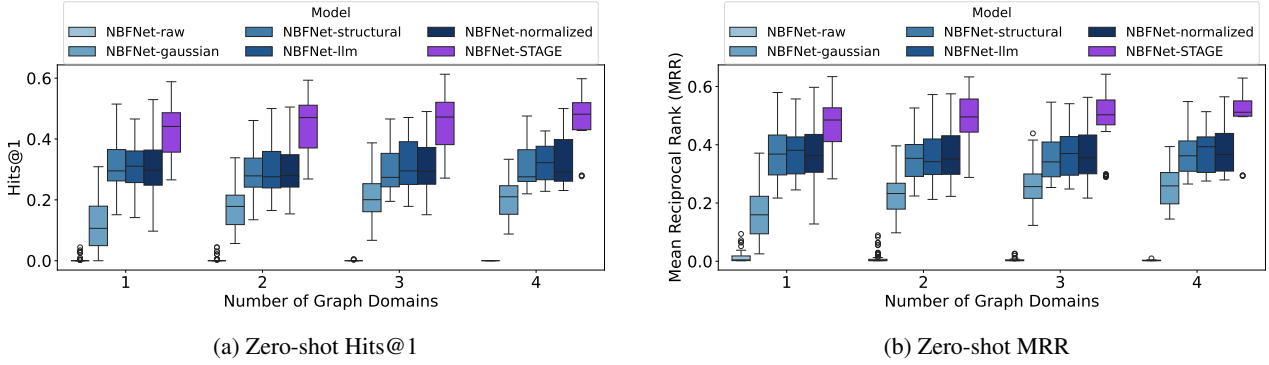 Model
NBFNet-raw NBFNet-structural NBFNet-normalized
NBFNet-gaussian NBFNet-llm NBFNet-STAGE
Hits@1
0.6
0.4
0.2
0.0
1 2 3 4
Number of Graph Domains
(a) Zero-shot Hits@1
Model
NBFNet-raw NBFNet-structural NBFNet-normalized
NBFNet-gaussian NBFNet-llm NBFNet-STAGE
Mean Reciprocal Rank (MRR)
0.6
0.4
0.2
0.0
1 2 3 4
Number of Graph Domains
(b) Zero-shot MRR